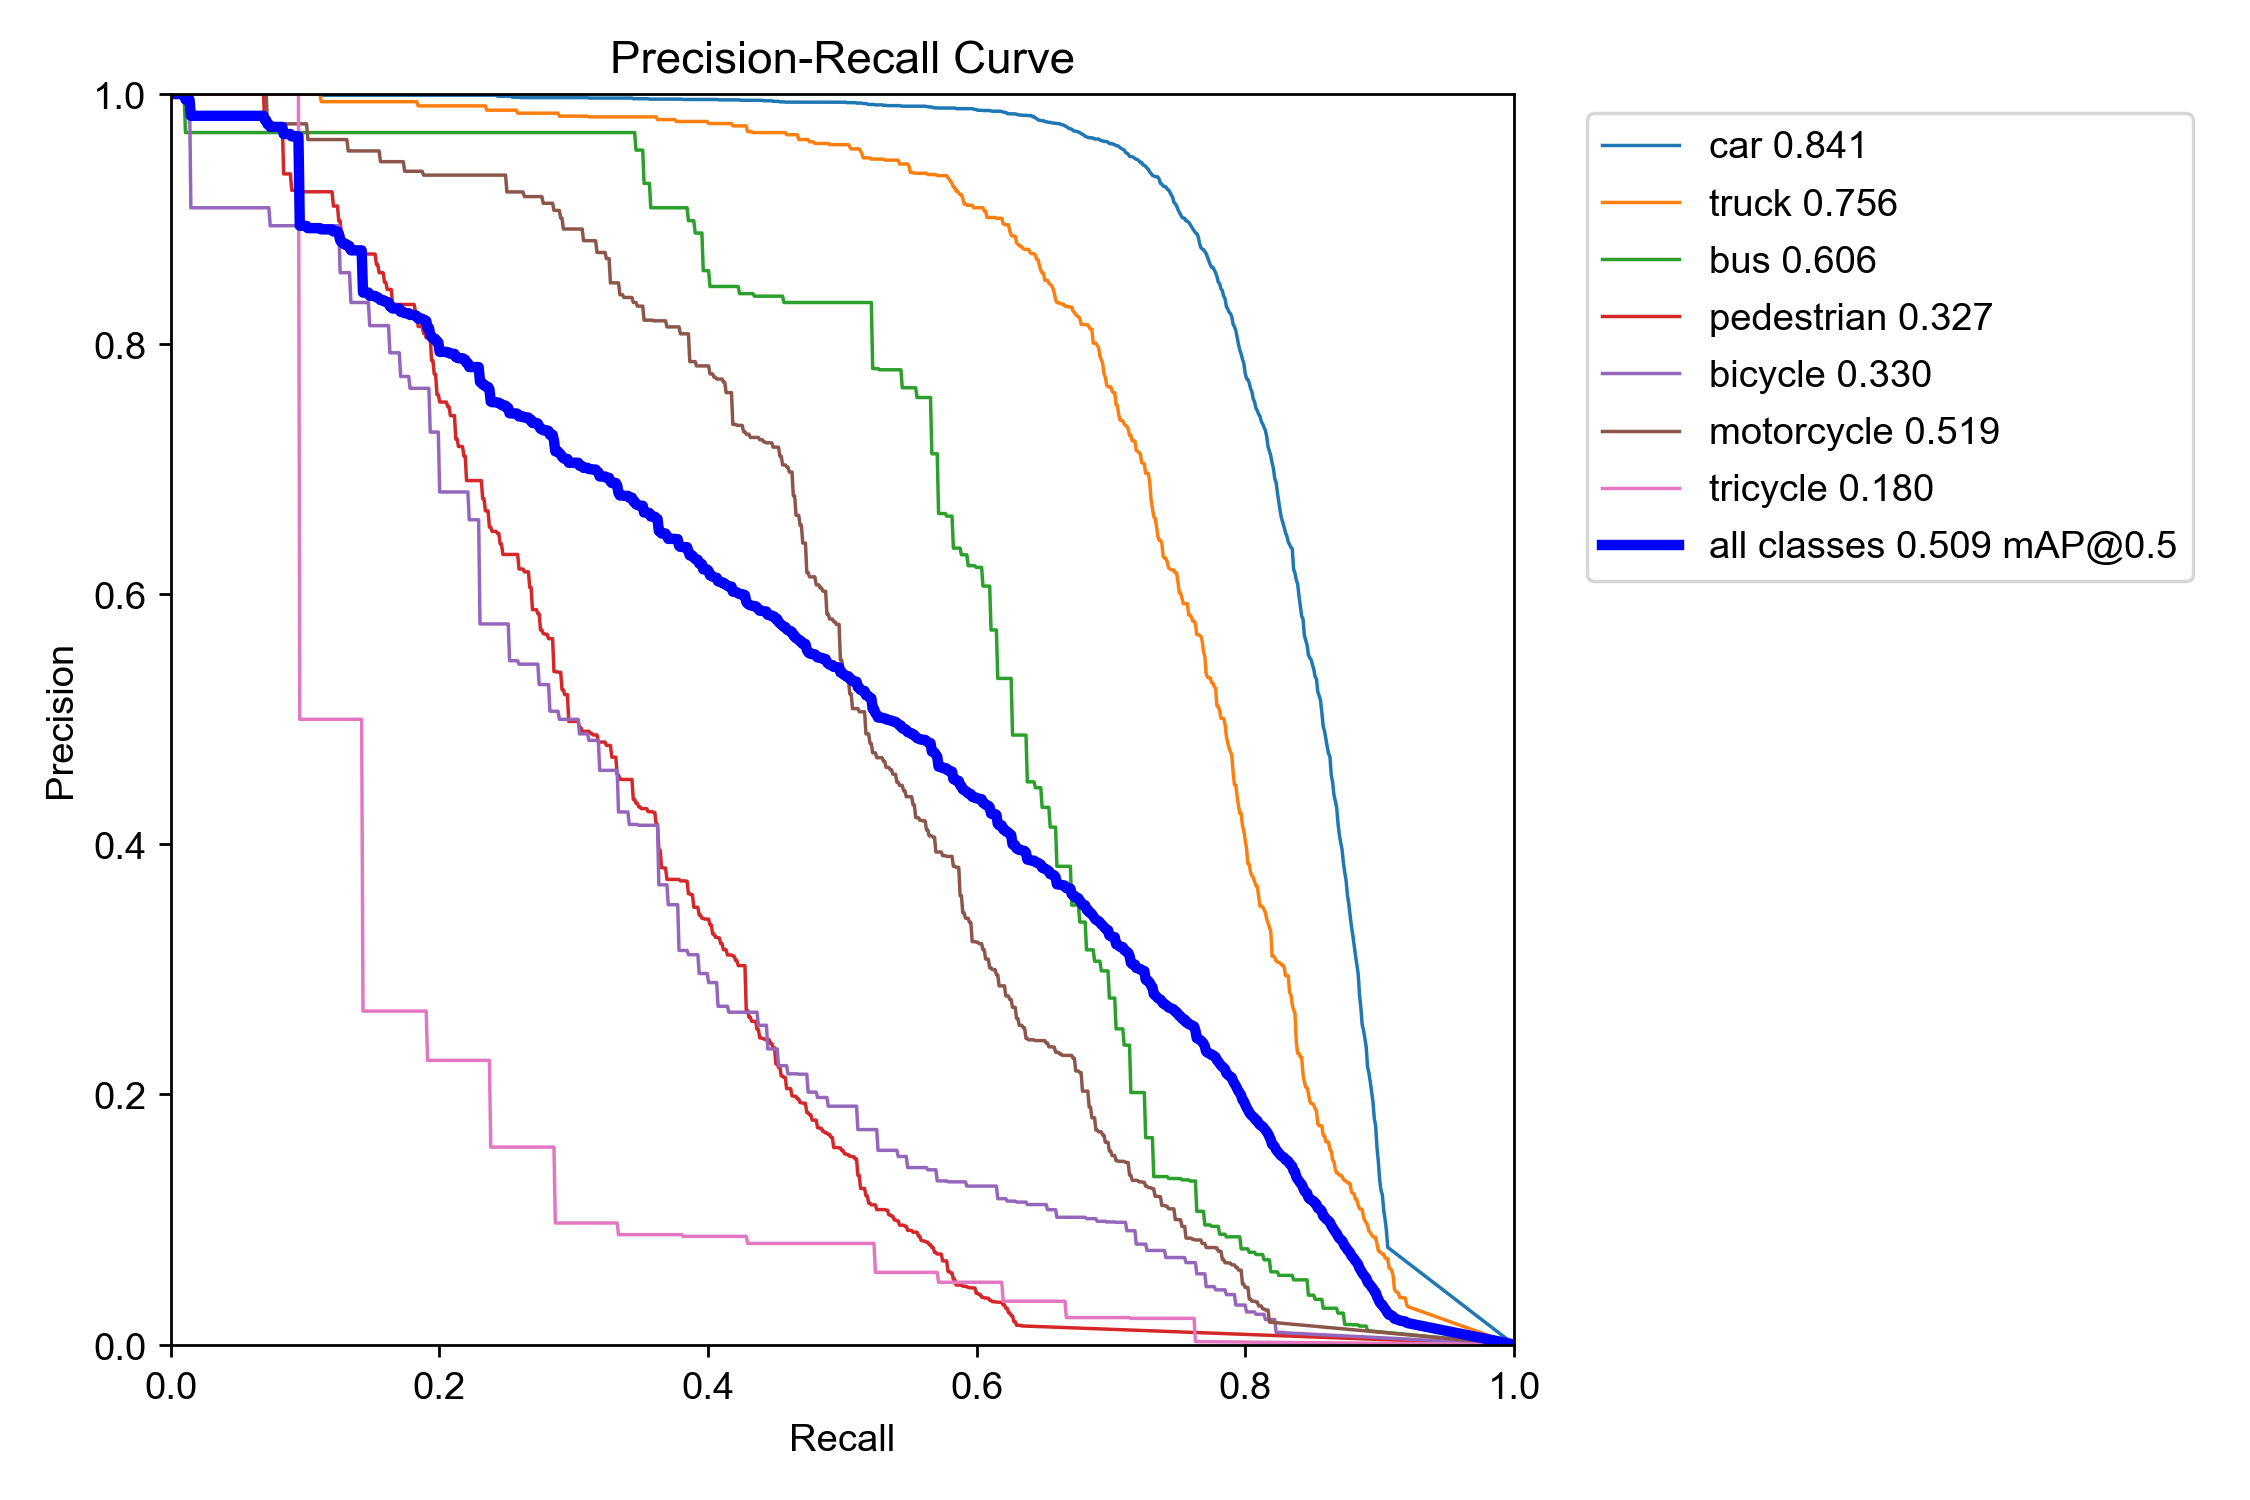 Precision-Recall Curve
1.0
0.8
0.6
0.4
0.2
0.0
Precision
0.0 0.2 0.4 0.6 0.8 1.0
Recall
car 0.841
truck 0.756
bus 0.606
pedestrian 0.327
bicycle 0.330
motorcycle 0.519
tricycle 0.180
all classes 0.509 mAP@0.5